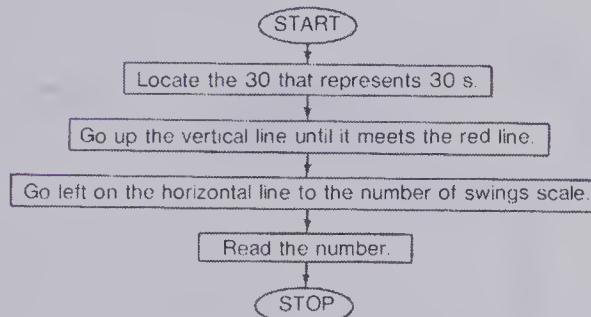 START
Locate the 30 that represents 30 s.
Go up the vertical line until it meets the red line.
Go left on the horizontal line to the number of swings scale.
Read the number.
STOP